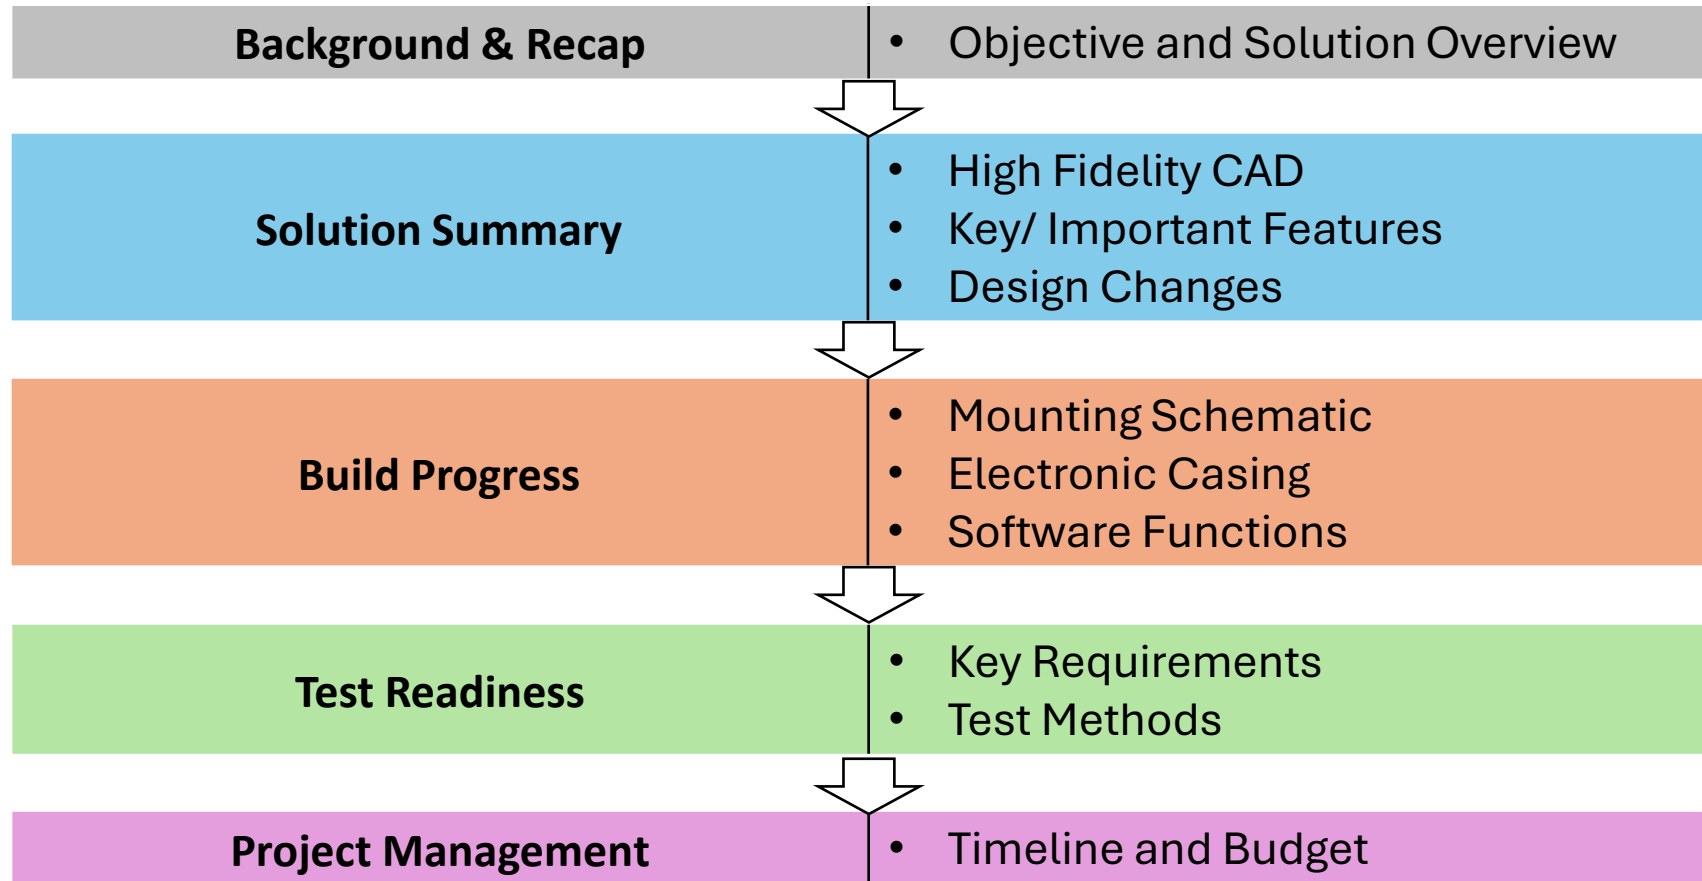 Background & Recap
• Objective and Solution Overview
Solution Summary
• High Fidelity CAD
• Key/ Important Features
• Design Changes
Build Progress
• Mounting Schematic
• Electronic Casing
• Software Functions
Test Readiness
• Key Requirements
• Test Methods
Project Management
• Timeline and Budget